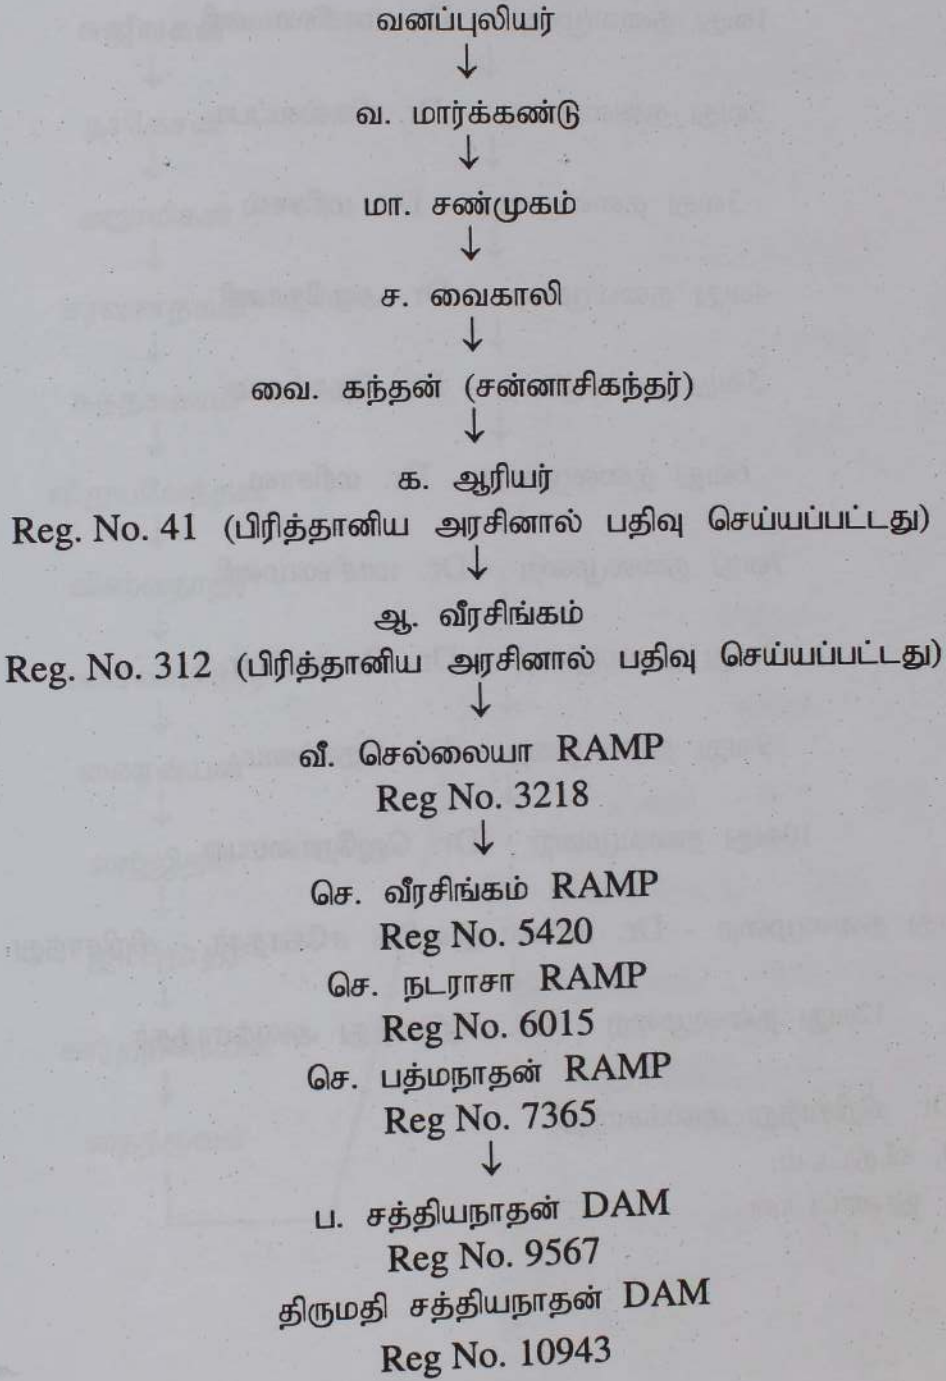 வனப்புலியர்
↓
வ. மார்க்கண்டு
↓
மா. சண்முகம்
↓
ச. வைகாலி
↓
வை. கந்தன் (சன்னாசிகந்தர்)
↓
க. ஆரியர்
Reg. No. 41 (பிரித்தானிய அரசினால் பதிவு செய்யப்பட்டது)
↓
ஆ. வீரசிங்கம்
Reg. No. 312 (பிரித்தானிய அரசினால் பதிவு செய்யப்பட்டது)
↓
வீ. செல்லையா RAMP
Reg No. 3218
↓
செ. வீரசிங்கம் RAMP
Reg No. 5420
செ. நடராசா RAMP
Reg No. 6015
செ. பத்மநாதன் RAMP
Reg No. 7365
↓
ப. சத்தியநாதன் DAM
Reg No. 9567
திருமதி சத்தியநாதன் DAM
Reg No. 10943